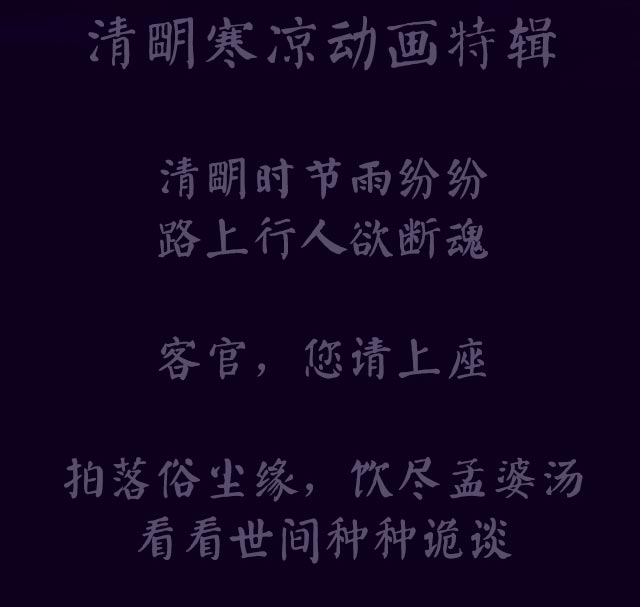 清明寒凉动画特辑
清明时节雨纷纷
路上行人欲断魂
客官，您请上座
拍落俗尘缘，饮尽孟婆汤
看看世间种种诡谈